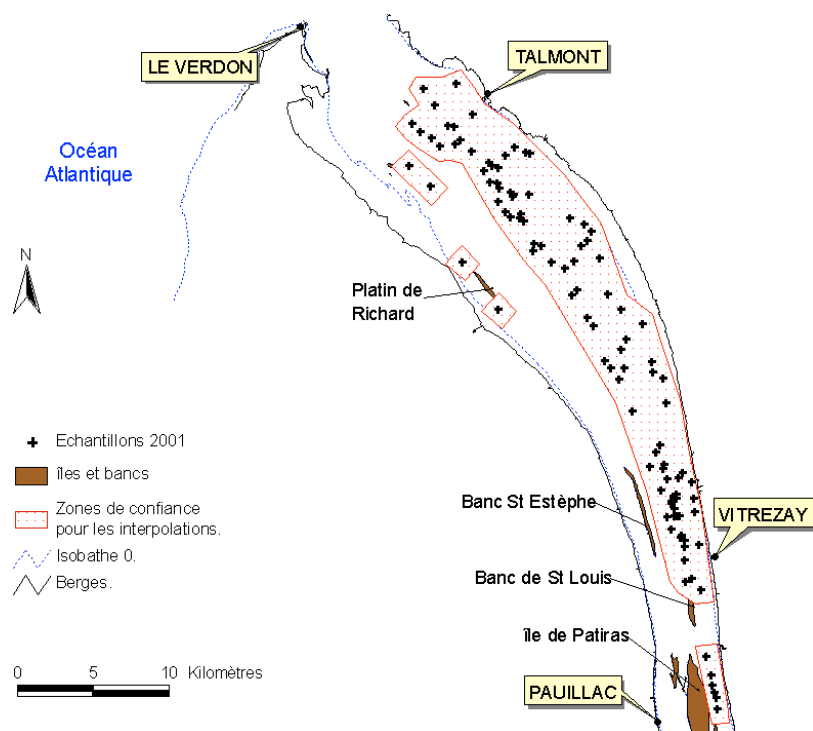 LE VERDON
TALMONT
Océan
Atlantique
N
Platin de
Richard
Echantillons 2001
îles et bancs
Zones de confiance
pour les interpolations.
Isobathe 0.
Berges.
Banc St Estèphe
VITREZAY
Banc de St Louis
île de Patiras
0 5 10 Kilomètres
PAUILLAC